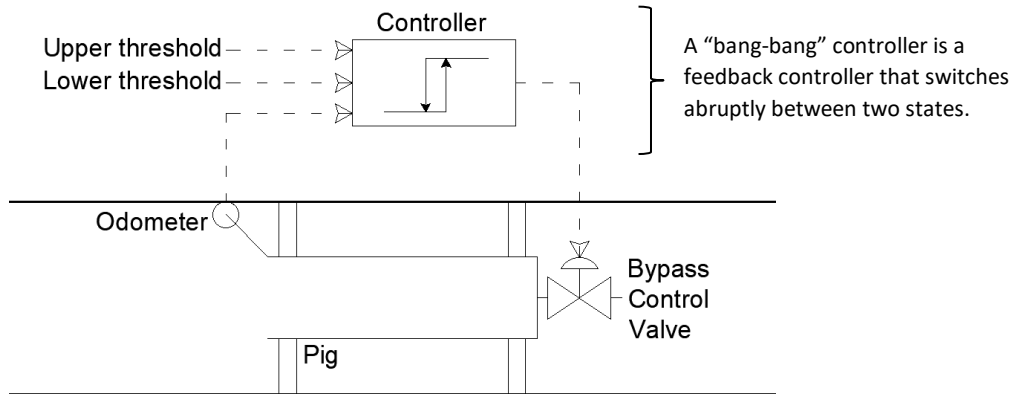 Controller
Upper threshold
Lower threshold
A “bang-bang” controller is a
feedback controller that switches
abruptly between two states.
Odometer
Bypass
Control
Valve
Pig